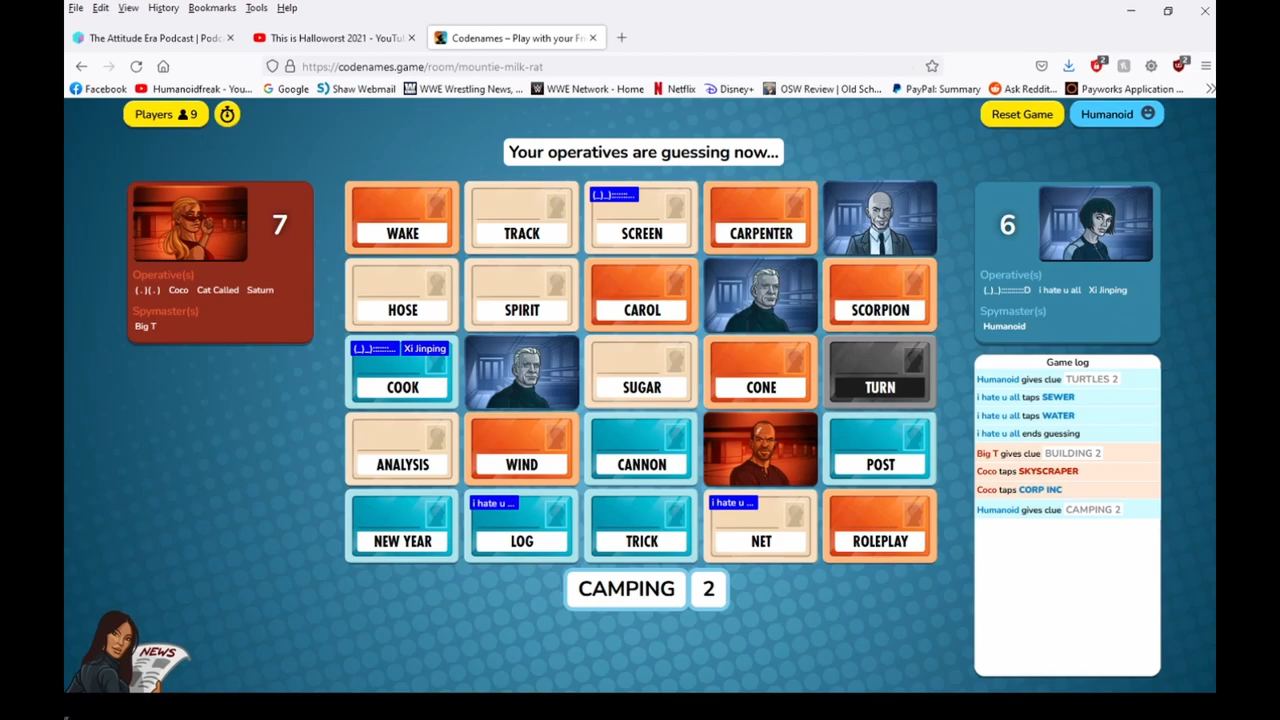 File Edit View History Bookmarks Tools Help
The Attitude Era Podcast | Podc
This is Halloworst 2021 - YouTu
Codenames – Play with your Fri
https://codenames.game/room/mountie-milk-rat
Facebook Humanoidfreak - You... Google Shaw Webmail WWE Wrestling News, ... WWE Network - Home Netflix Disney+ OSW Review | Old Sch... PayPal: Summary Ask Reddit... Payworks Application ...
Players 9
Reset Game
Humanoid
Your operatives are guessing now...
7
Operative(s)
(.)(.) Coco Cat Called Saturn
Spymaster(s)
Big T
WAKE TRACK (_)_):::::::... SCREEN CARPENTER
HOSE SPIRIT CAROL SCORPION
(_)_):::::::... Xi Jinping
COOK SUGAR CONE TURN
ANALYSIS WIND CANNON POST
i hate u ... i hate u ...
NEW YEAR LOG TRICK NET ROLEPLAY
CAMPING 2
6
Operative(s)
i hate u all Xi Jinping
Spymaster(s)
Humanoid
Game log
Humanoid gives clue TURTLES 2
i hate u all taps SEWER
i hate u all taps WATER
i hate u all ends guessing
Big T gives clue BUILDING 2
Coco taps SKYSCRAPER
Coco taps CORP INC
Humanoid gives clue CAMPING 2
NEWS